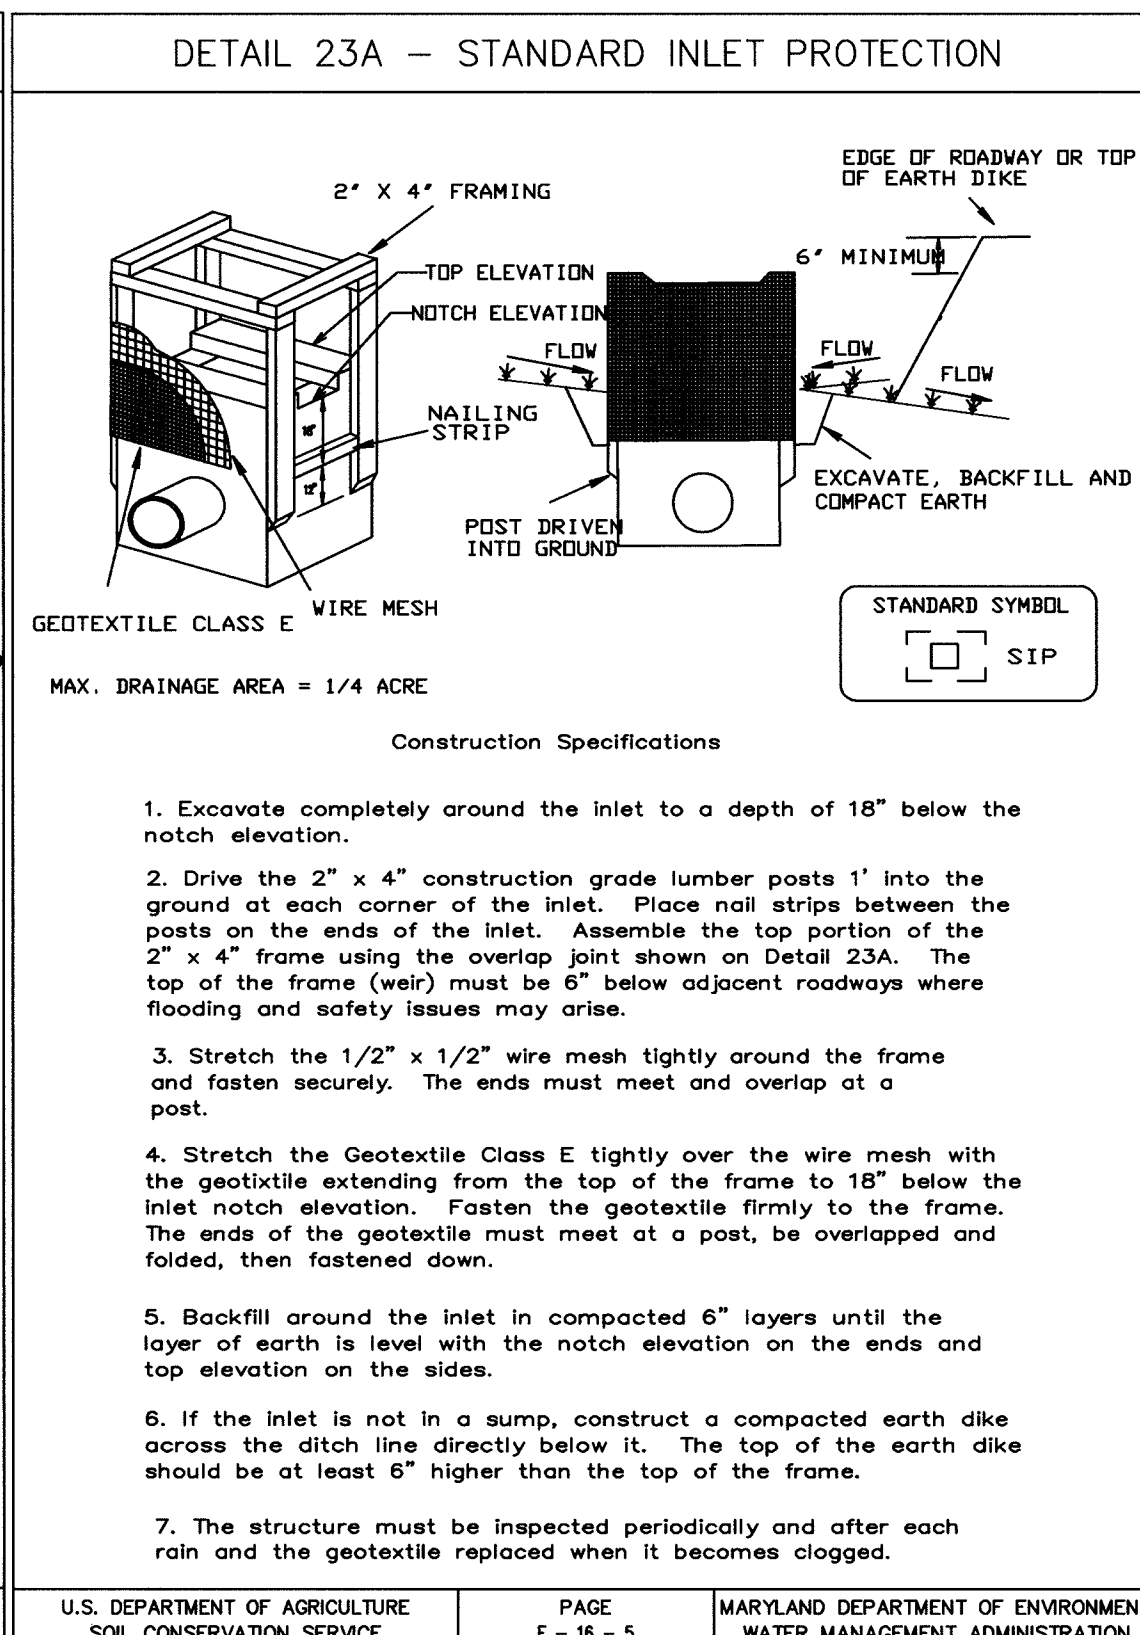 DETAIL 23A – STANDARD INLET PROTECTION
EDGE OF ROADWAY OR TOP
OF EARTH DIKE
2" X 4" FRAMING
6" MINIMUM
TOP ELEVATION
NOTCH ELEVATION
FLOW
FLOW
FLOW
NAILING
STRIP
18"
12"
EXCAVATE, BACKFILL AND
COMPACT EARTH
POST DRIVEN
INTO GROUND
WIRE MESH
GEOTEXTILE CLASS E
STANDARD SYMBOL
SIP
MAX. DRAINAGE AREA = 1/4 ACRE
Construction Specifications
1. Excavate completely around the inlet to a depth of 18" below the
notch elevation.
2. Drive the 2" x 4" construction grade lumber posts 1' into the
ground at each corner of the inlet. Place nail strips between the
posts on the ends of the inlet. Assemble the top portion of the
2" x 4" frame using the overlap joint shown on Detail 23A. The
top of the frame (weir) must be 6" below adjacent roadways where
flooding and safety issues may arise.
3. Stretch the 1/2" x 1/2" wire mesh tightly around the frame
and fasten securely. The ends must meet and overlap at a
post.
4. Stretch the Geotextile Class E tightly over the wire mesh with
the geotixtile extending from the top of the frame to 18" below the
inlet notch elevation. Fasten the geotextile firmly to the frame.
The ends of the geotextile must meet at a post, be overlapped and
folded, then fastened down.
5. Backfill around the inlet in compacted 6" layers until the
layer of earth is level with the notch elevation on the ends and
top elevation on the sides.
6. If the inlet is not in a sump, construct a compacted earth dike
across the ditch line directly below it. The top of the earth dike
should be at least 6" higher than the top of the frame.
7. The structure must be inspected periodically and after each
rain and the geotextile replaced when it becomes clogged.
U.S. DEPARTMENT OF AGRICULTURE
SOIL CONSERVATION SERVICE
PAGE
E – 16 – 5
MARYLAND DEPARTMENT OF ENVIRONMEN
WATER MANAGEMENT ADMINISTRATION